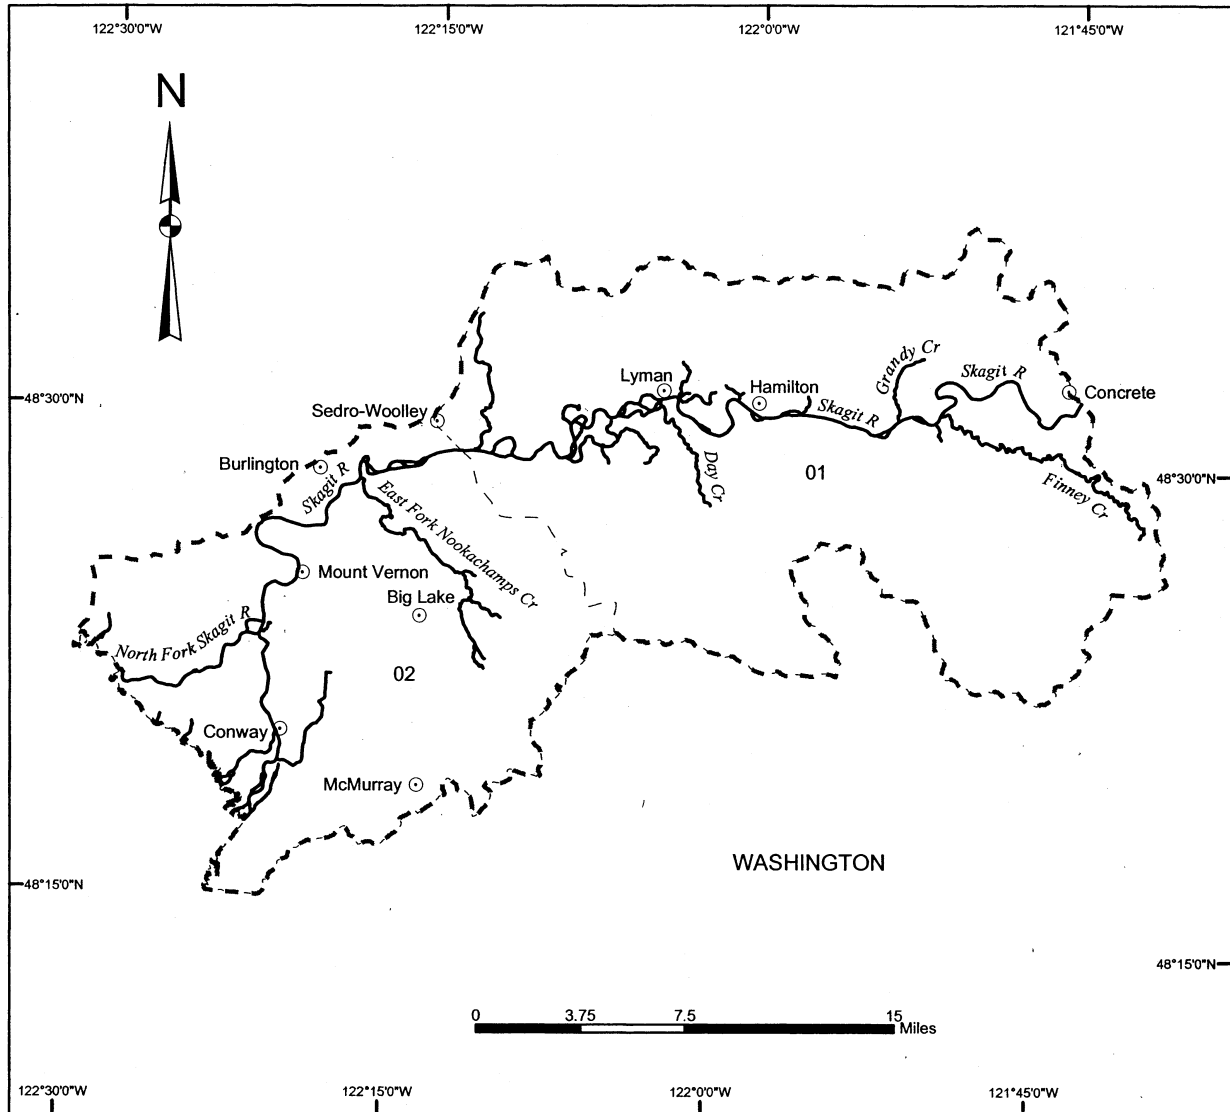 122°30'0"W 122°15'0"W 122°0'0"W 121°45'0"W
N
Grandy Cr
Skagit R
Lyman
Hamilton
Concrete
48°30'0"N
Sedro-Woolley
Skagit R
Burlington
Skagit R
Day Cr
01
48°30'0"N
Finney Cr
East Fork Nookachamps Cr
Mount Vernon
Big Lake
North Fork Skagit R
02
Conway
McMurray
WASHINGTON
48°15'0"N
48°15'0"N
0 3.75 7.5 15
Miles
122°30'0"W 122°15'0"W 122°0'0"W 121°45'0"W